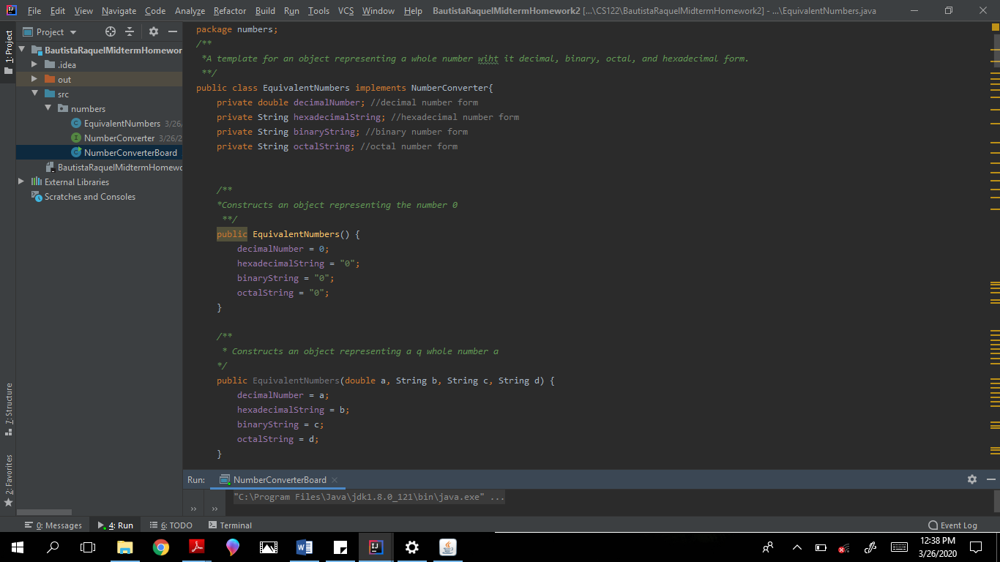 File Edit View Navigate Code Analyze Refactor Build Run Tools VCS Window Help BautistaRaquelMidtermHomework2 [...\CS122\BautistaRaquelMidtermHomework2] - ...\EquivalentNumbers.java
1: Project
Project
BautistaRaquelMidtermHomewor
.idea
out
src
numbers
EquivalentNumbers 3/26/
NumberConverter 3/26/2
NumberConverterBoard
BautistaRaquelMidtermHomewo
External Libraries
Scratches and Consoles
7: Structure
2: Favorites
package numbers;
/**
*A template for an object representing a whole number wiht it decimal, binary, octal, and hexadecimal form.
**/
public class EquivalentNumbers implements NumberConverter{
private double decimalNumber; //decimal number form
private String hexadecimalString; //hexadecimal number form
private String binaryString; //binary number form
private String octalString; //octal number form
/**
*Constructs an object representing the number 0
**/
public EquivalentNumbers() {
decimalNumber = 0;
hexadecimalString = "0";
binaryString = "0";
octalString = "0";
}
/**
* Constructs an object representing a q whole number a
*/
public EquivalentNumbers(double a, String b, String c, String d) {
decimalNumber = a;
hexadecimalString = b;
binaryString = c;
octalString = d;
}
Run: NumberConverterBoard
"C:\Program Files\Java\jdk1.8.0_121\bin\java.exe" ...
0: Messages 4: Run 6: TODO Terminal Event Log
12:38 PM
3/26/2020